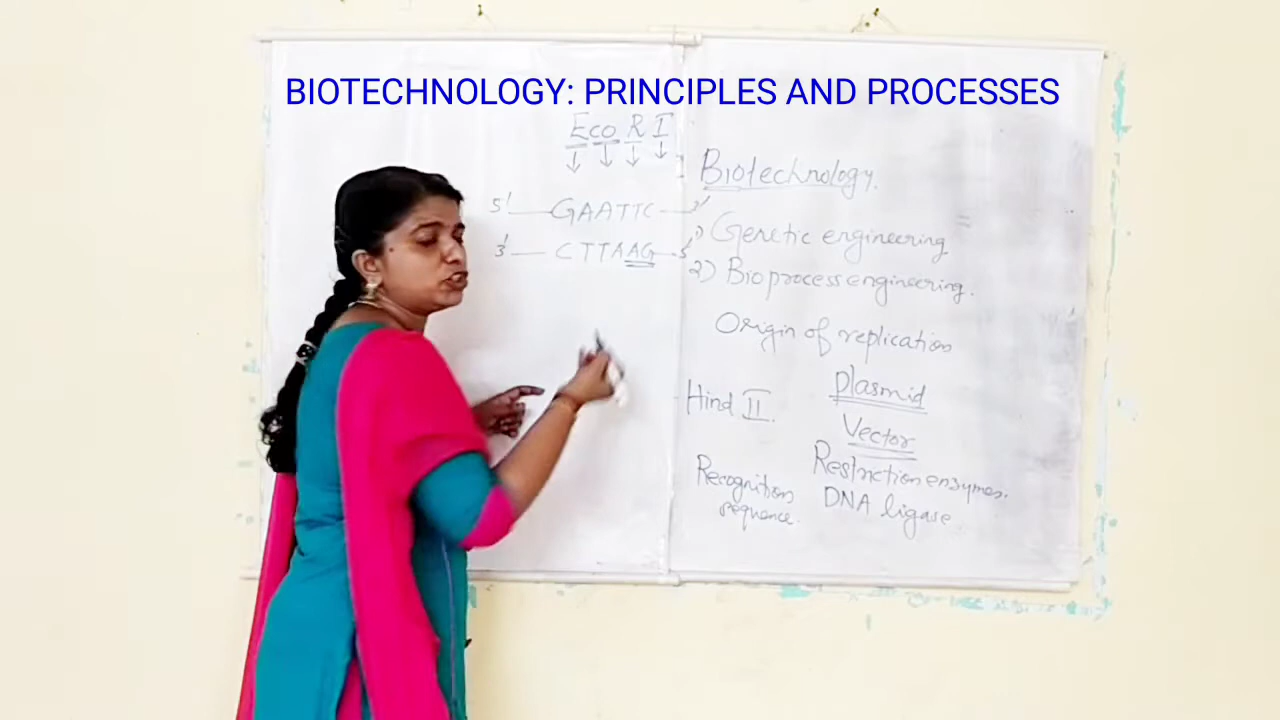 BIOTECHNOLOGY: PRINCIPLES AND PROCESSES
Eco R I
↓ ↓ ↓ ↓
5' — GAATTC — 3'
3' — CTTAAG — 5'
Biotechnology.
1) Genetic engineering.
2) Bioprocess engineering.
Origin of replication
Hind II.
Plasmid
Vector
Restriction enzymes.
DNA ligase.
Recognition
sequence.